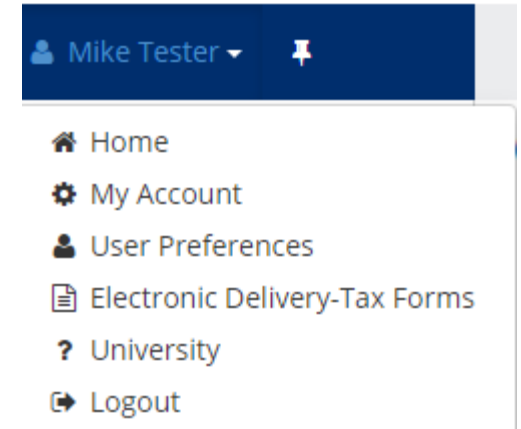 Mike Tester
Home
My Account
User Preferences
Electronic Delivery-Tax Forms
? University
Logout